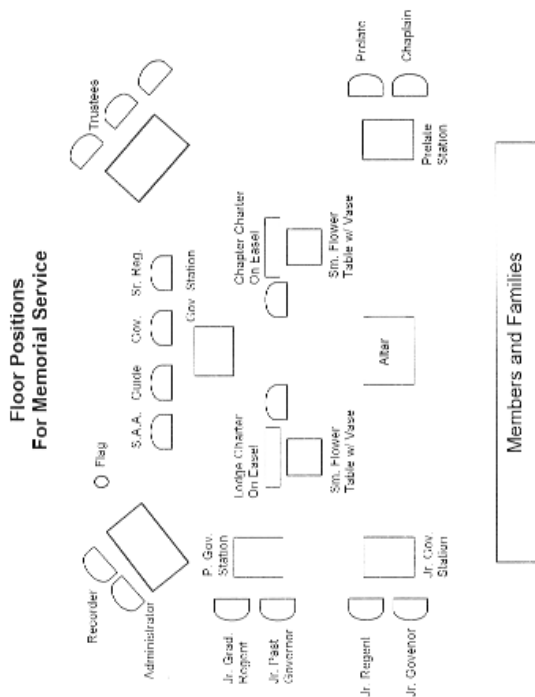 Floor Positions
For Memorial Service
Flag
Recorder
Administrator
S.A.A.
Guide
Gov.
Sr. Reg.
Trustees
Gov Station
P. Gov.
Station
Jr. Grad.
Regent
Jr. Past
Governor
Lodge Charter
On Easel
Sm. Flower
Table w/ Vase
Chapter Charter
On Easel
Sm. Flower
Table w/ Vase
Jr. Regent
Jr. Govenor
Jr. Gov
Station
Altar
Prelate
Station
Prelate
Chaplain
Members and Families